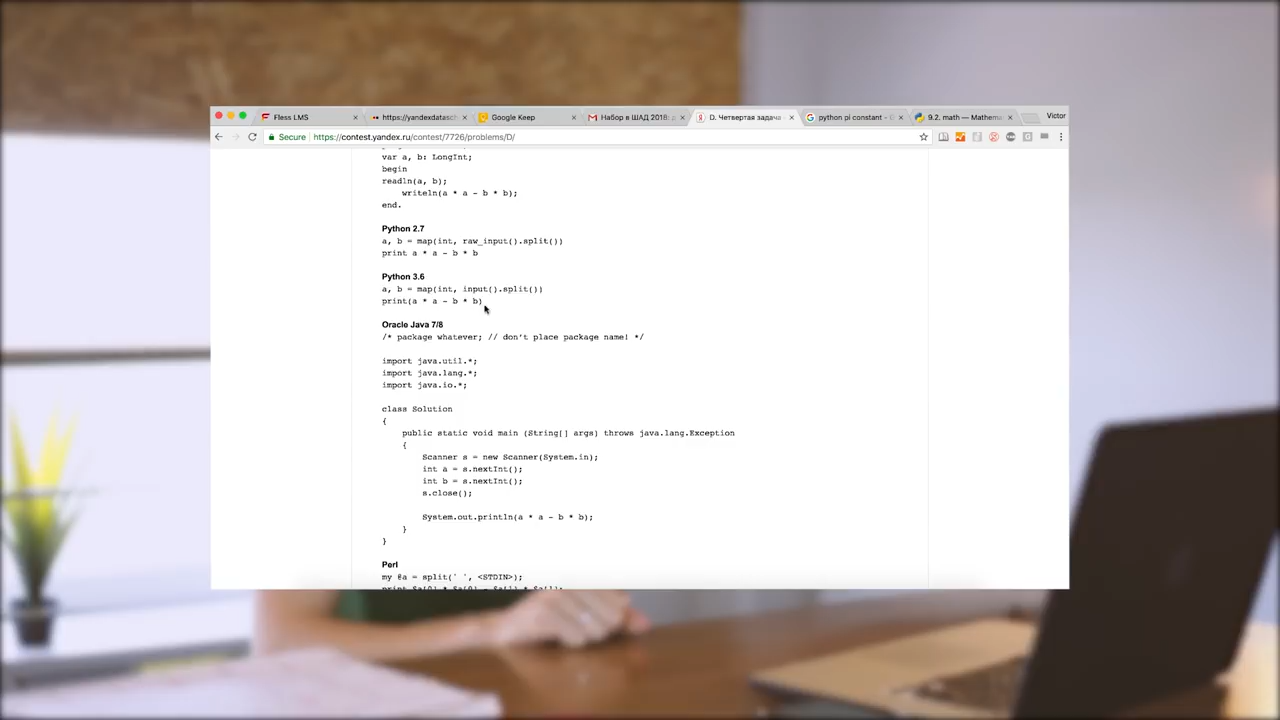 Fless LMS
https://yandexdatasch
Google Keep
Набор в ШАД 2018: д
D. Четвертая задача -
python pi constant - G
9.2. math — Mathema
Victor
Secure
https://contest.yandex.ru/contest/7726/problems/D/
var a, b: LongInt;
begin
readln(a, b);
writeln(a * a - b * b);
end.
Python 2.7
a, b = map(int, raw_input().split())
print a * a - b * b
Python 3.6
a, b = map(int, input().split())
print(a * a - b * b)
Oracle Java 7/8
/* package whatever; // don't place package name! */
import java.util.*;
import java.lang.*;
import java.io.*;
class Solution
{
public static void main (String[] args) throws java.lang.Exception
{
Scanner s = new Scanner(System.in);
int a = s.nextInt();
int b = s.nextInt();
s.close();
System.out.println(a * a - b * b);
}
}
Perl
my @a = split(' ', <STDIN>);